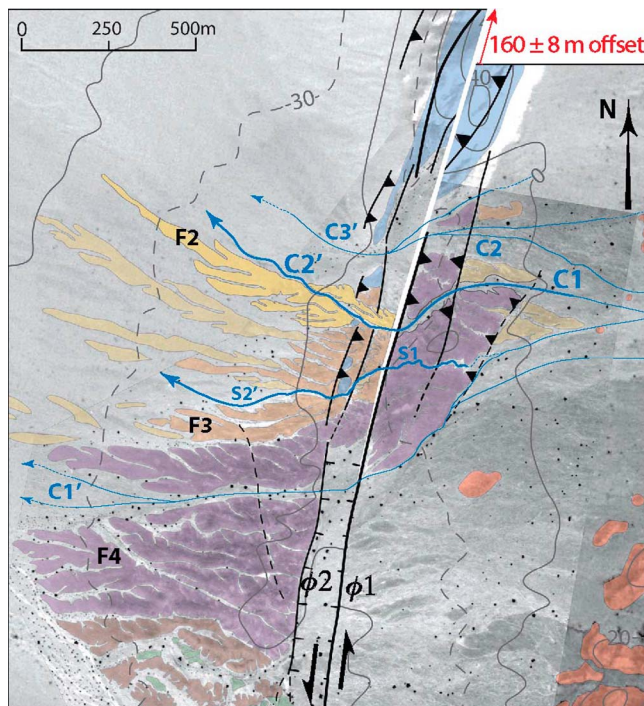 0 250 500m
160 ± 8 m offset
40
-30-
N
F2
C3'
C2'
C2
C1
S1
S2'
F3
C1'
F4
ϕ2 ϕ1
-20-